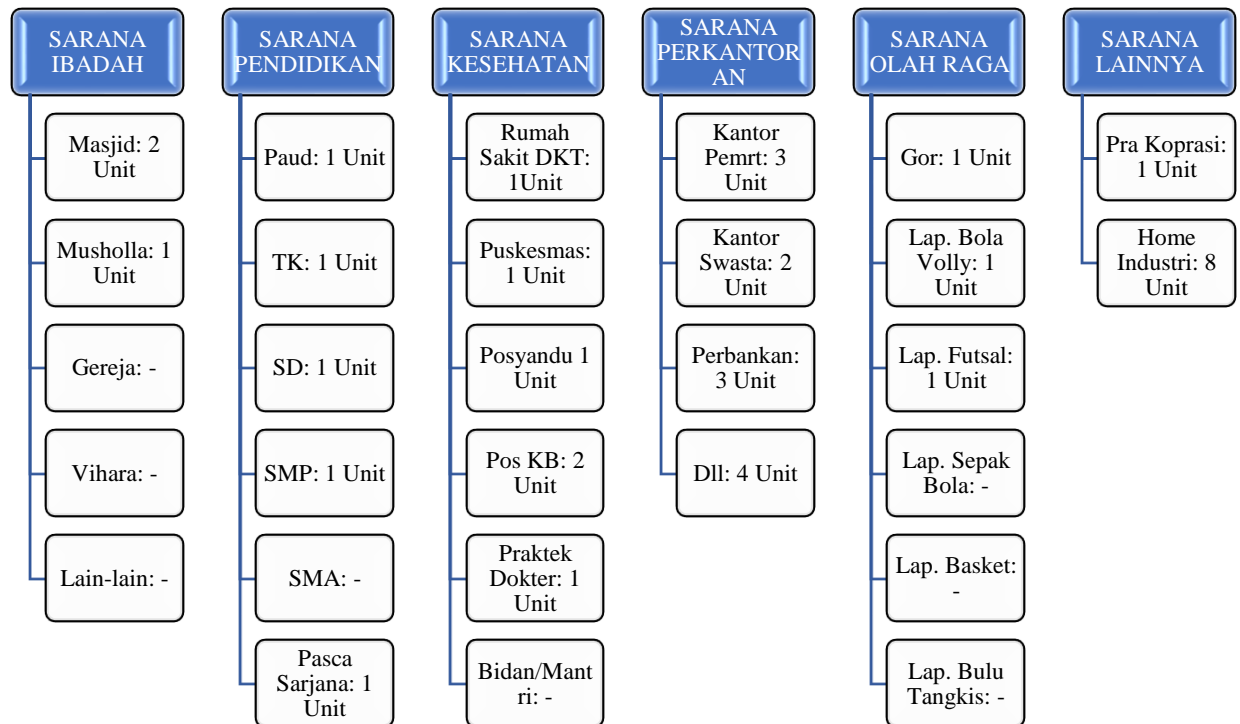 SARANA
IBADAH
Masjid: 2
Unit
Musholla: 1
Unit
Gereja: -
Vihara: -
Lain-lain: -
SARANA
PENDIDIKAN
Paud: 1 Unit
TK: 1 Unit
SD: 1 Unit
SMP: 1 Unit
SMA: -
Pasca
Sarjana: 1
Unit
SARANA
KESEHATAN
Rumah
Sakit DKT:
1Unit
Puskesmas:
1 Unit
Posyandu 1
Unit
Pos KB: 2
Unit
Praktek
Dokter: 1
Unit
Bidan/Mant
ri: -
SARANA
PERKANTOR
AN
Kantor
Pemrt: 3
Unit
Kantor
Swasta: 2
Unit
Perbankan:
3 Unit
Dll: 4 Unit
SARANA
OLAH RAGA
Gor: 1 Unit
Lap. Bola
Volly: 1
Unit
Lap. Futsal:
1 Unit
Lap. Sepak
Bola: -
Lap. Basket:
-
Lap. Bulu
Tangkis: -
SARANA
LAINNYA
Pra Koprasi:
1 Unit
Home
Industri: 8
Unit